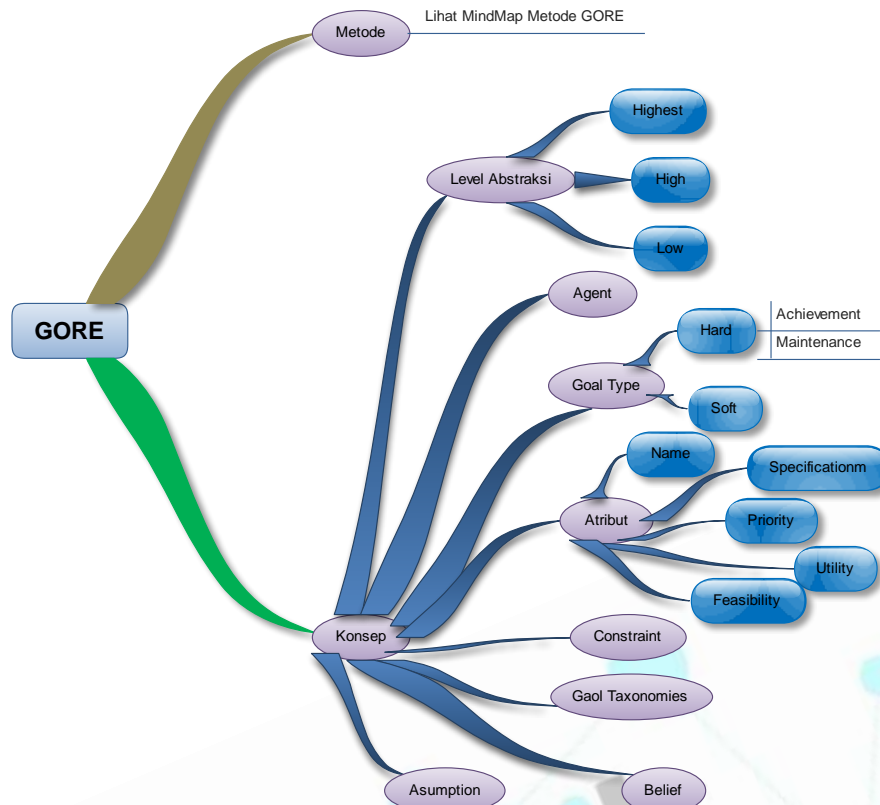 Metode
Lihat MindMap Metode GORE
Highest
Level Abstraksi
High
Low
Agent
GORE
Hard
Achievement
Maintenance
Goal Type
Soft
Name
Specificationm
Atribut
Priority
Utility
Feasibility
Konsep
Constraint
Gaol Taxonomies
Asumption
Belief